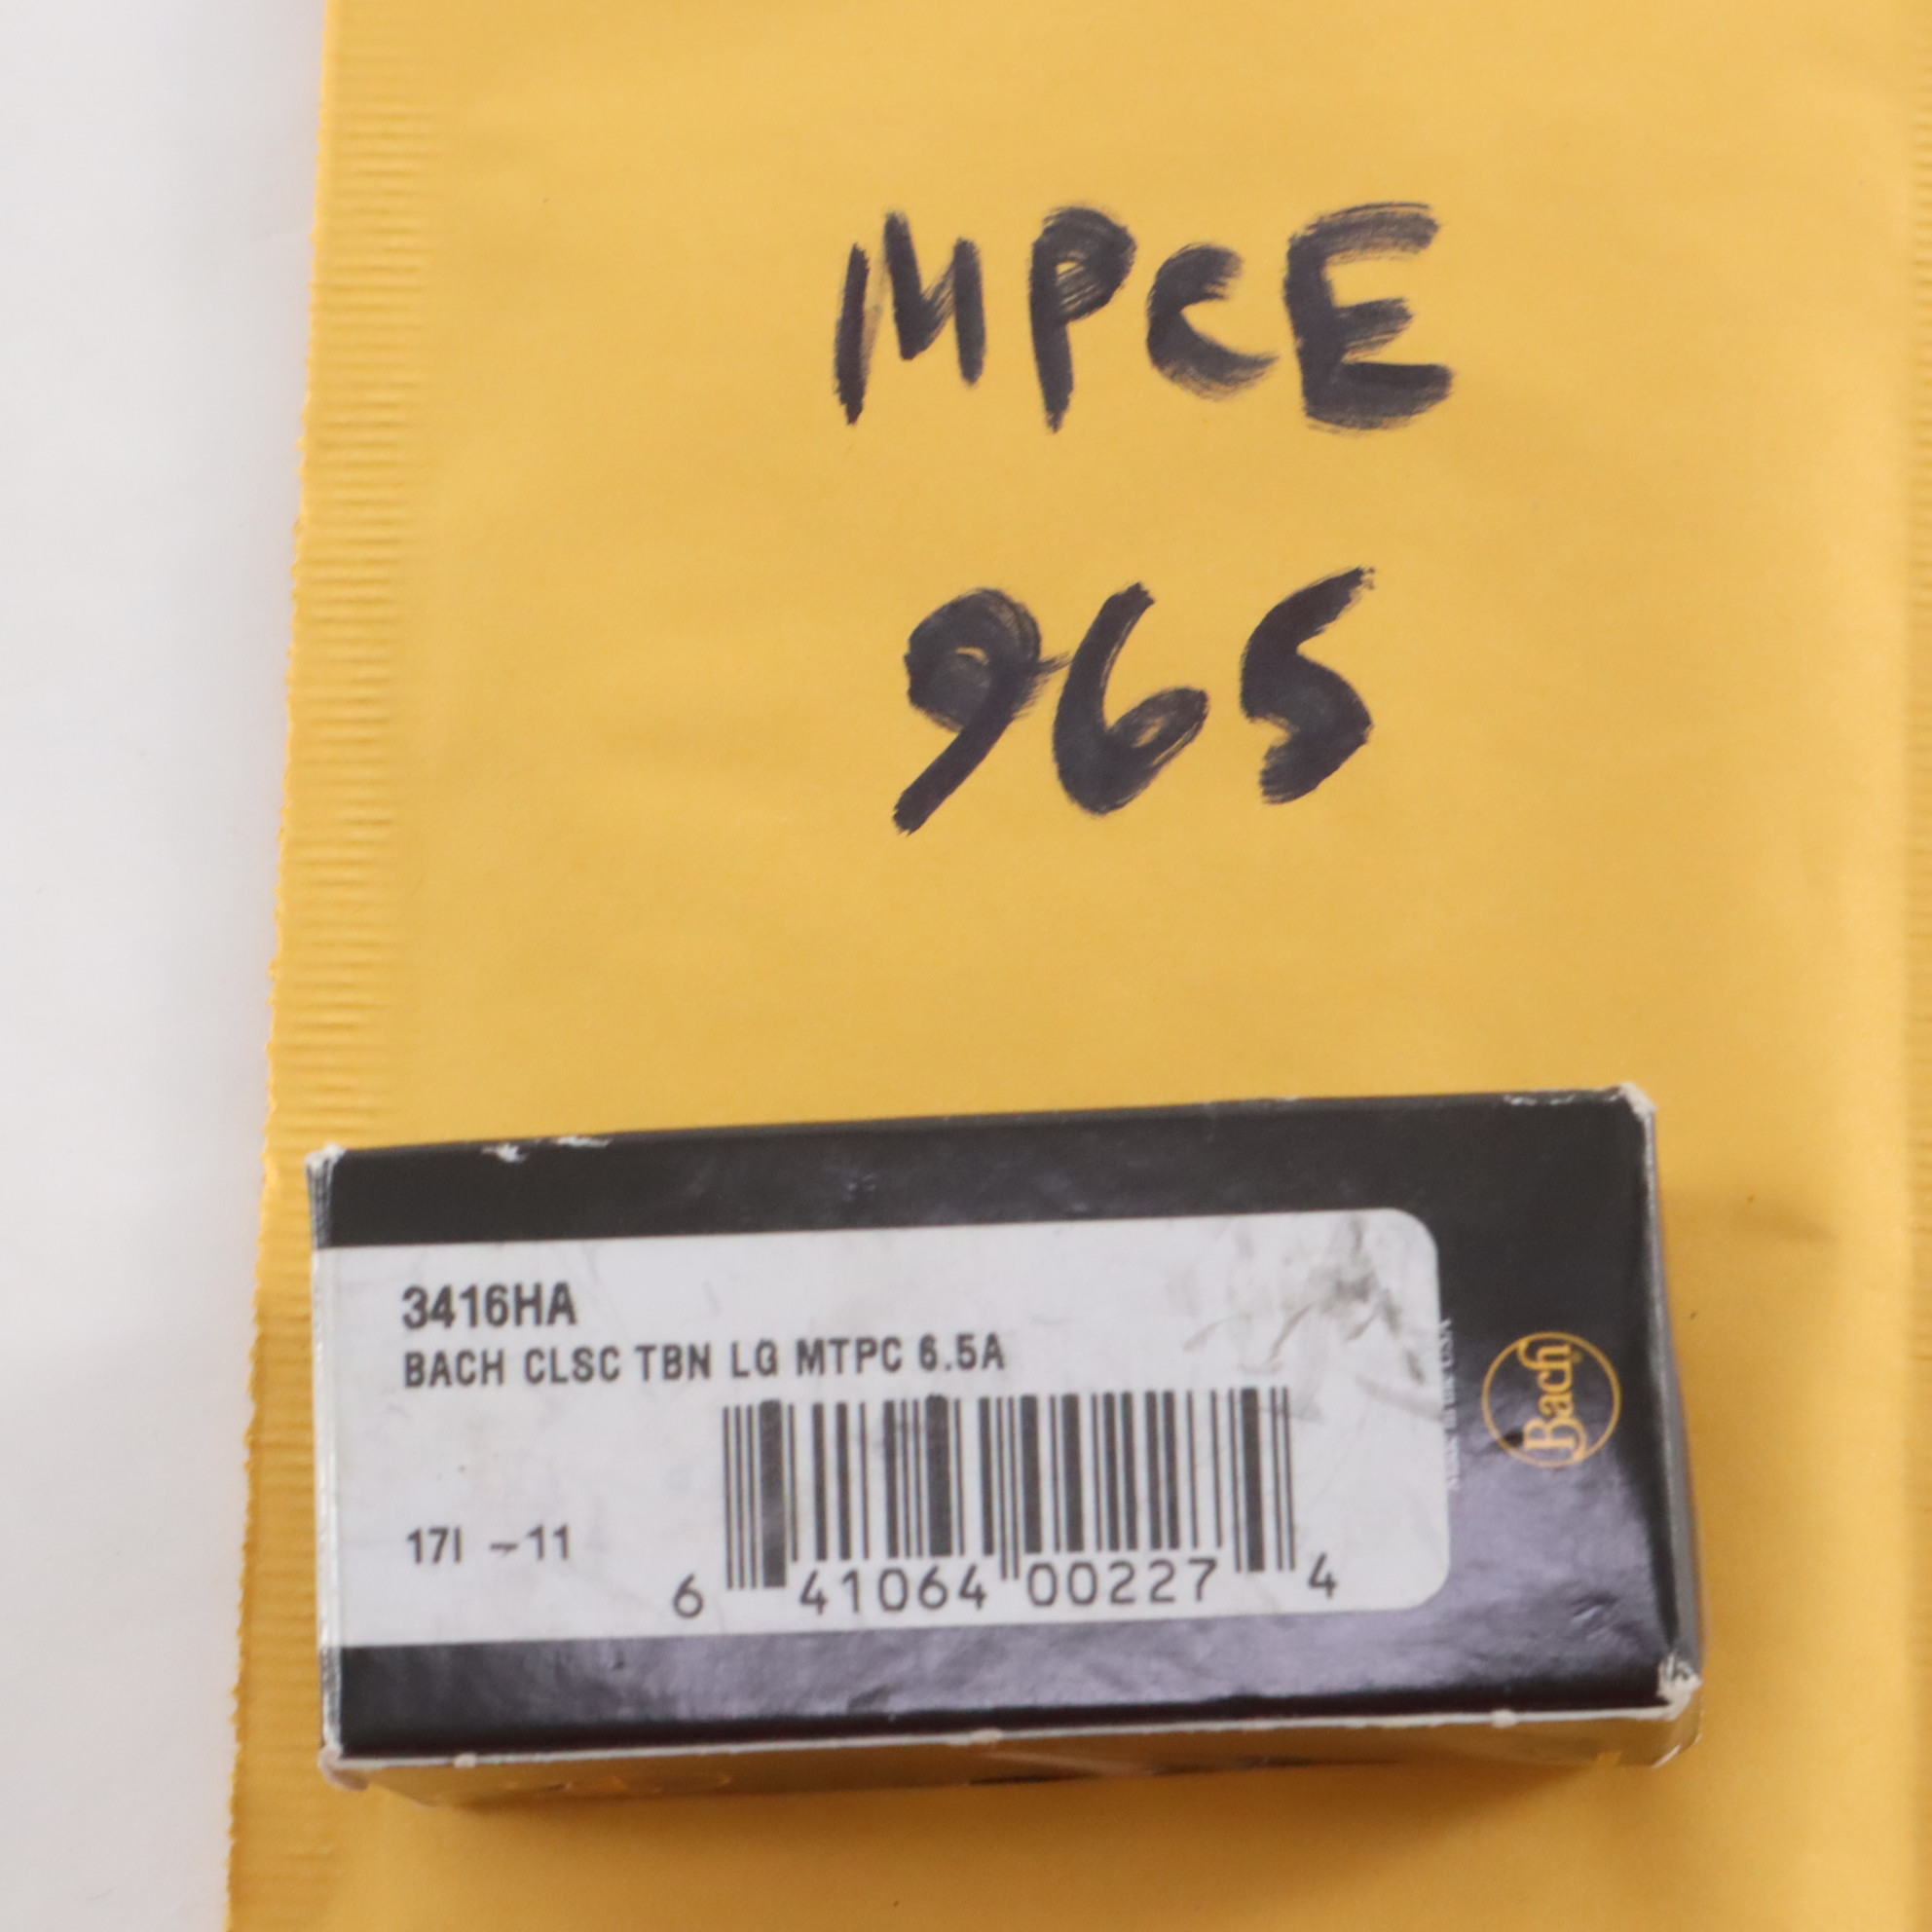 MPCE
965
3416HA
BACH CLSC TBN LG MTPC 6.5A
17I - 11
6 41064 00227 4
Bach